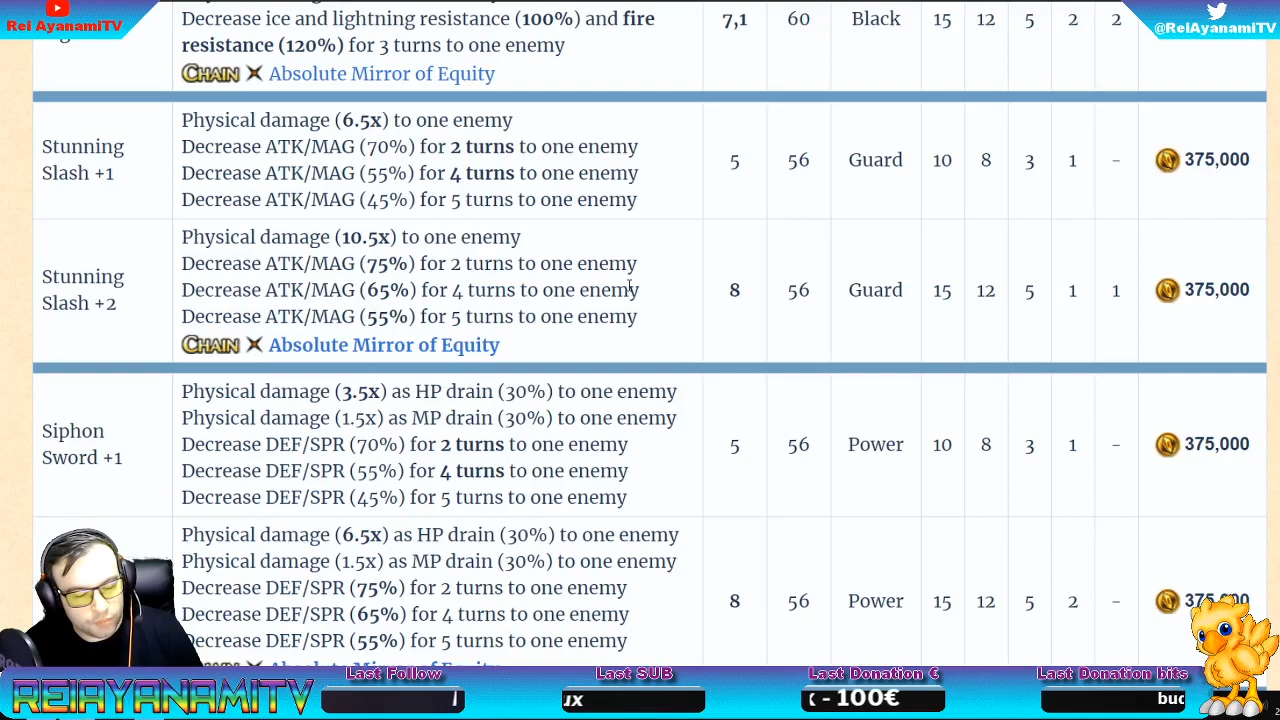 Rei AyanamiTV
@ReiAyanamiTV
Decrease ice and lightning resistance (100%) and fire
resistance (120%) for 3 turns to one enemy
CHAIN Absolute Mirror of Equity
7,1 60 Black 15 12 5 2 2
Stunning
Slash +1
Physical damage (6.5x) to one enemy
Decrease ATK/MAG (70%) for 2 turns to one enemy
Decrease ATK/MAG (55%) for 4 turns to one enemy
Decrease ATK/MAG (45%) for 5 turns to one enemy
5 56 Guard 10 8 3 1 - 375,000
Stunning
Slash +2
Physical damage (10.5x) to one enemy
Decrease ATK/MAG (75%) for 2 turns to one enemy
Decrease ATK/MAG (65%) for 4 turns to one enemy
Decrease ATK/MAG (55%) for 5 turns to one enemy
CHAIN Absolute Mirror of Equity
8 56 Guard 15 12 5 1 1 375,000
Siphon
Sword +1
Physical damage (3.5x) as HP drain (30%) to one enemy
Physical damage (1.5x) as MP drain (30%) to one enemy
Decrease DEF/SPR (70%) for 2 turns to one enemy
Decrease DEF/SPR (55%) for 4 turns to one enemy
Decrease DEF/SPR (45%) for 5 turns to one enemy
5 56 Power 10 8 3 1 - 375,000
Physical damage (6.5x) as HP drain (30%) to one enemy
Physical damage (1.5x) as MP drain (30%) to one enemy
Decrease DEF/SPR (75%) for 2 turns to one enemy
Decrease DEF/SPR (65%) for 4 turns to one enemy
Decrease DEF/SPR (55%) for 5 turns to one enemy
8 56 Power 15 12 5 2 -
REIAYANAMITV
Last Follow
Last SUB
ux
Last Donation €
- 100€
Last Donation bits
buc